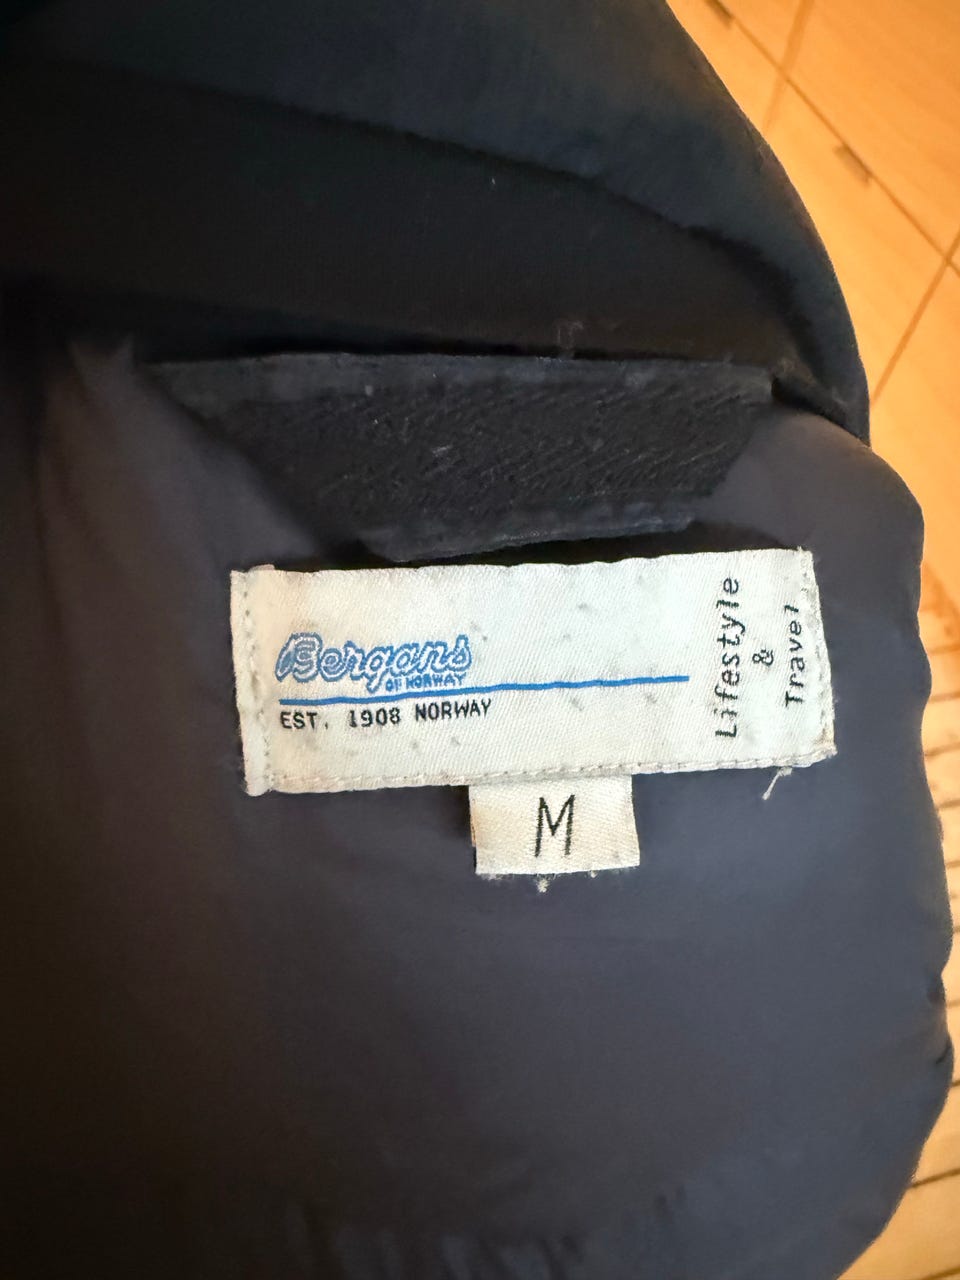 Bergans
OF NORWAY
EST. 1908 NORWAY
Lifestyle
&
Travel
M